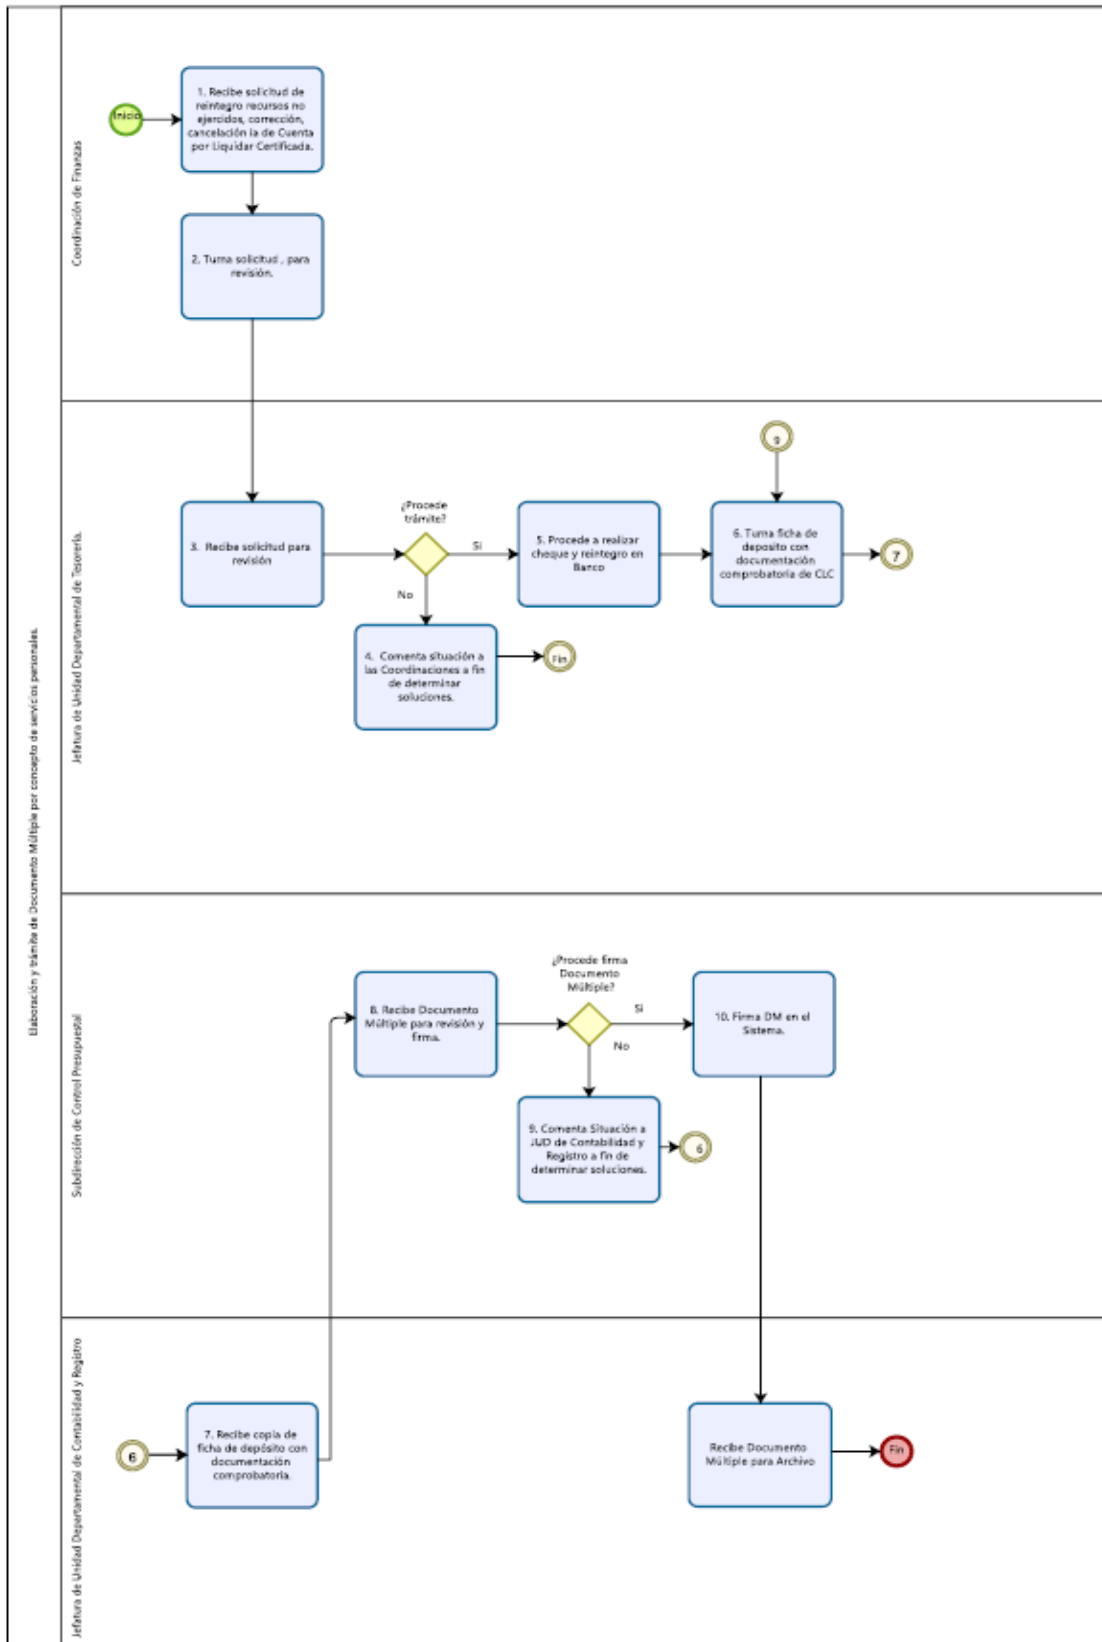 Elaboración y trámite de Documento Múltiple por concepto de servicios personales.
Coordinación de Finanzas
Inicio
1. Recibe solicitud de
reintegro recursos no
ejercidos, corrección,
cancelación la de Cuenta
por Liquidar Certificada.
2. Turna solicitud , para
revisión.
Jefatura de Unidad Departamental de Tesorería.
9
3. Recibe solicitud para
revisión
¿Procede
trámite?
Si
No
5. Procede a realizar
cheque y reintegro en
Banco
6. Turna ficha de
deposito con
documentación
comprobatoria de CLC
7
4. Comenta situación a
las Coordinaciones a fin
de determinar
soluciones.
Fin
Subdirección de Control Presupuestal
8. Recibe Documento
Múltiple para revisión y
firma.
¿Procede firma
Documento
Múltiple?
Si
No
10. Firma DM en el
Sistema.
9. Comenta Situación a
JUD de Contabilidad y
Registro a fin de
determinar soluciones.
6
Jefatura de Unidad Departamental de Contabilidad y Registro
6
7. Recibe copia de
ficha de depósito con
documentación
comprobatoria.
Recibe Documento
Múltiple para Archivo
Fin